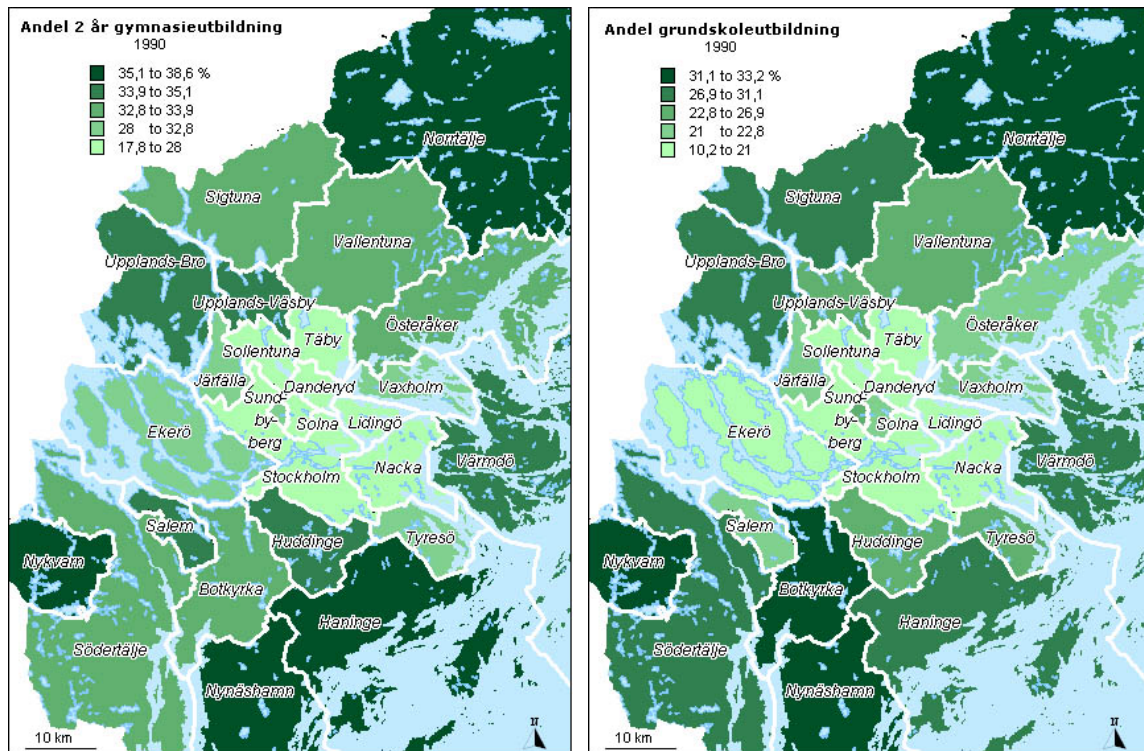 Andel 2 år gymnasieutbildning
1990
35,1 to 38,6 %
33,9 to 35,1
32,8 to 33,9
28 to 32,8
17,8 to 28
Norrtälje
Sigtuna
Vallentuna
Upplands-Bro
Upplands-Väsby
Österåker
Täby
Sollentuna
Järfälla
Danderyd
Vaxholm
Sund-
by-
berg
Solna
Lidingö
Ekerö
Nacka
Värmdö
Stockholm
Salem
Huddinge
Tyresö
Nykvarn
Botkyrka
Haninge
Södertälje
Nynäshamn
10 km
N
Andel grundskoleutbildning
1990
31,1 to 33,2 %
26,9 to 31,1
22,8 to 26,9
21 to 22,8
10,2 to 21
Norrtälje
Sigtuna
Vallentuna
Upplands-Bro
Upplands-Väsby
Österåker
Täby
Sollentuna
Järfälla
Danderyd
Vaxholm
Sund-
by-
berg
Solna
Lidingö
Ekerö
Nacka
Värmdö
Stockholm
Salem
Huddinge
Tyresö
Nykvarn
Botkyrka
Haninge
Södertälje
Nynäshamn
10 km
N